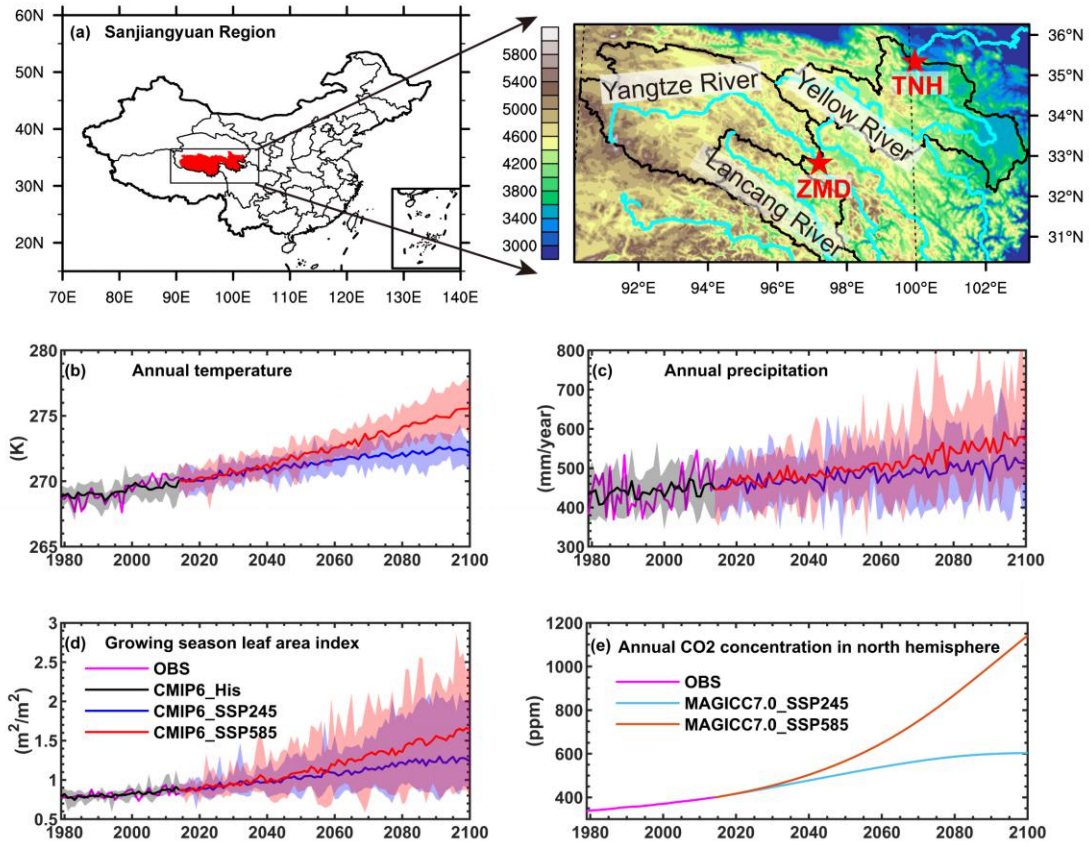 (a) Sanjiangyuan Region
60N
50N
40N
30N
20N
70E 80E 90E 100E 110E 120E 130E 140E
5800
5400
5000
4600
4200
3800
3400
3000
Yangtze River
Yellow River
Lancang River
TNH
ZMD
36°N
35°N
34°N
33°N
32°N
31°N
92°E 94°E 96°E 98°E 100°E 102°E
(b) Annual temperature
(K)
280
275
270
265
1980 2000 2020 2040 2060 2080 2100
(c) Annual precipitation
(mm/year)
800
700
600
500
400
300
1980 2000 2020 2040 2060 2080 2100
(d) Growing season leaf area index
(m²/m²)
3
2.5
2
1.5
1
0.5
OBS
CMIP6_His
CMIP6_SSP245
CMIP6_SSP585
1980 2000 2020 2040 2060 2080 2100
(e) Annual CO2 concentration in north hemisphere
(ppm)
1200
1000
800
600
400
OBS
MAGICC7.0_SSP245
MAGICC7.0_SSP585
1980 2000 2020 2040 2060 2080 2100